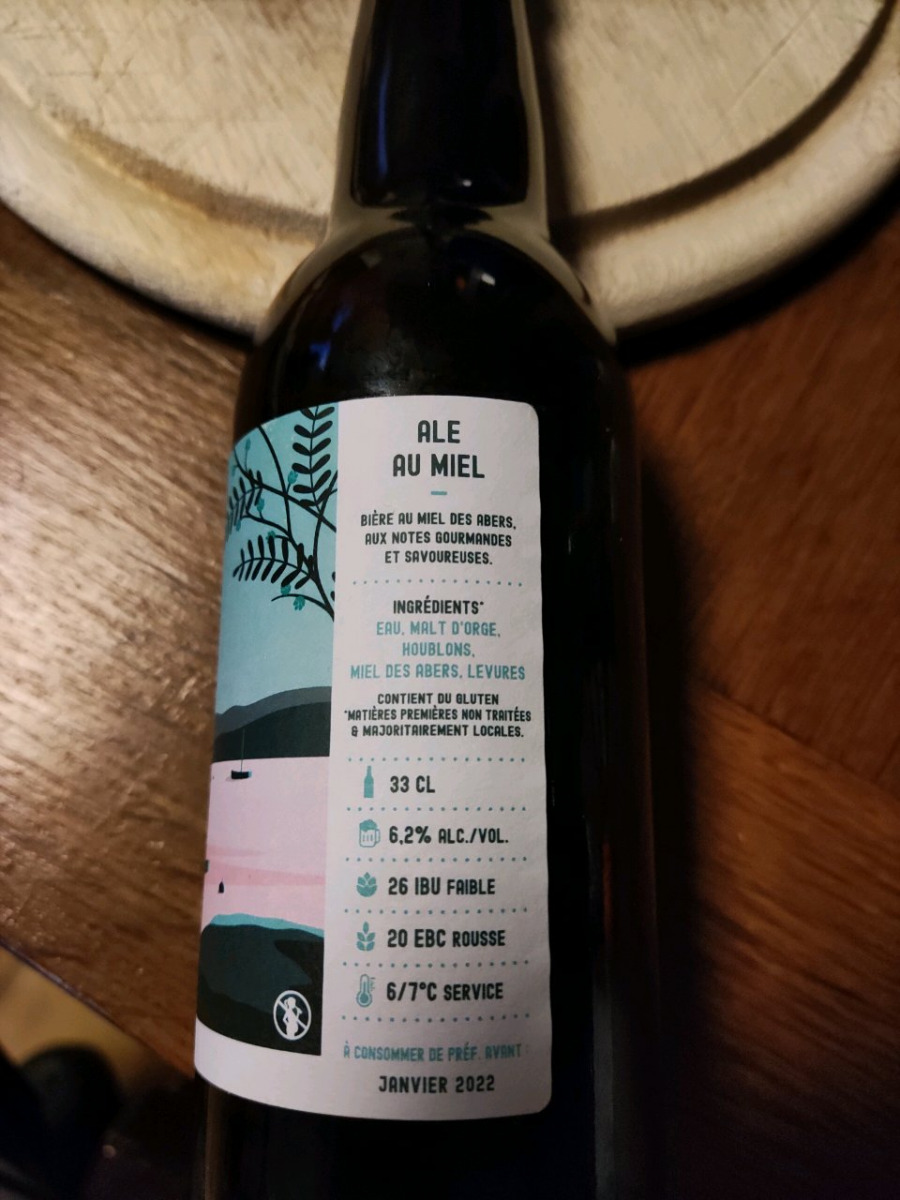 ALE
AU MIEL
BIÈRE AU MIEL DES ABERS,
AUX NOTES GOURMANDES
ET SAVOUREUSES.
INGRÉDIENTS*
EAU, MALT D'ORGE,
HOUBLONS,
MIEL DES ABERS, LEVURES
CONTIENT DU GLUTEN
*MATIÈRES PREMIÈRES NON TRAITÉES
& MAJORITAIREMENT LOCALES.
33 CL
6,2% ALC./VOL.
26 IBU FAIBLE
20 EBC ROUSSE
6/7°C SERVICE
À CONSOMMER DE PRÉF. AVANT :
JANVIER 2022